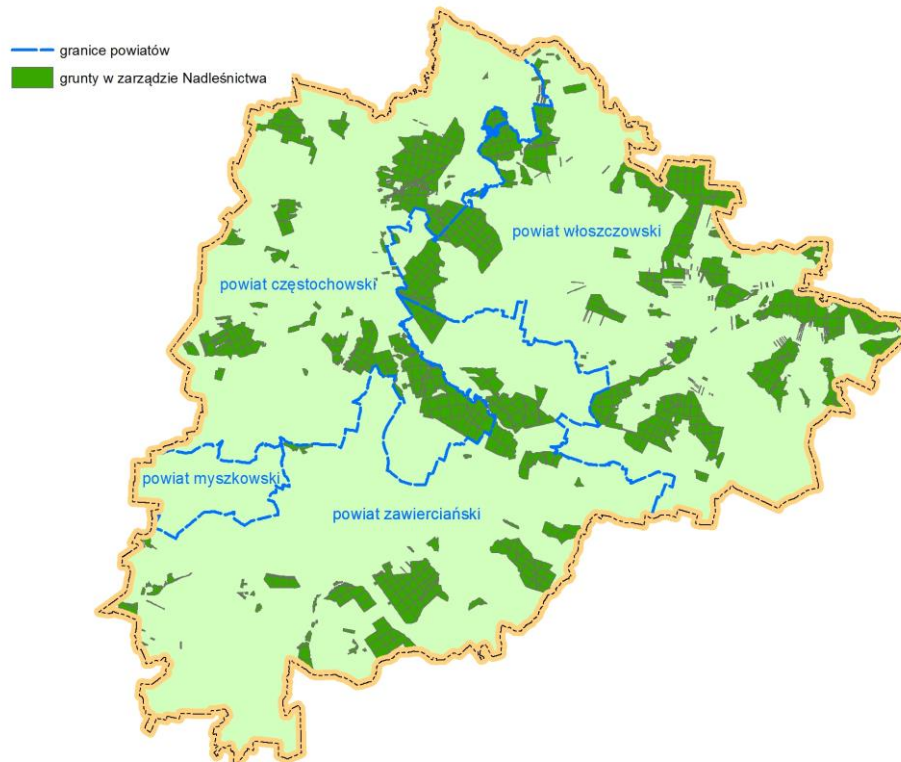 granice powiatów
grunty w zarządzie Nadleśnictwa
powiat włoszczowski
powiat częstochowski
powiat myszkowski
powiat zawierciański